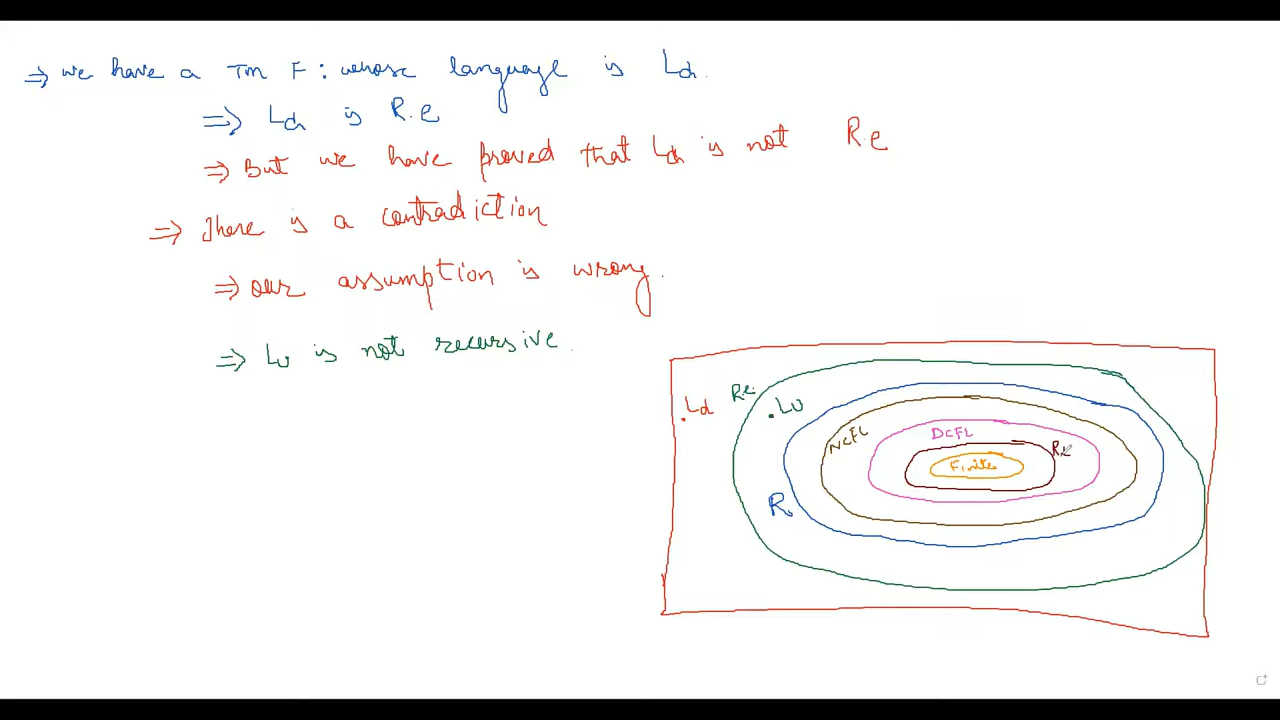 ⇒ we have a TM F : whose language is Ld.
⇒ Ld is R.e
⇒ But we have proved that Ld is not R.e
⇒ There is a contradiction
⇒ our assumption is wrong.
⇒ Lu is not recursive.
.Ld
Re
.Lu
NCFL
DCFL
Re
Finite
R